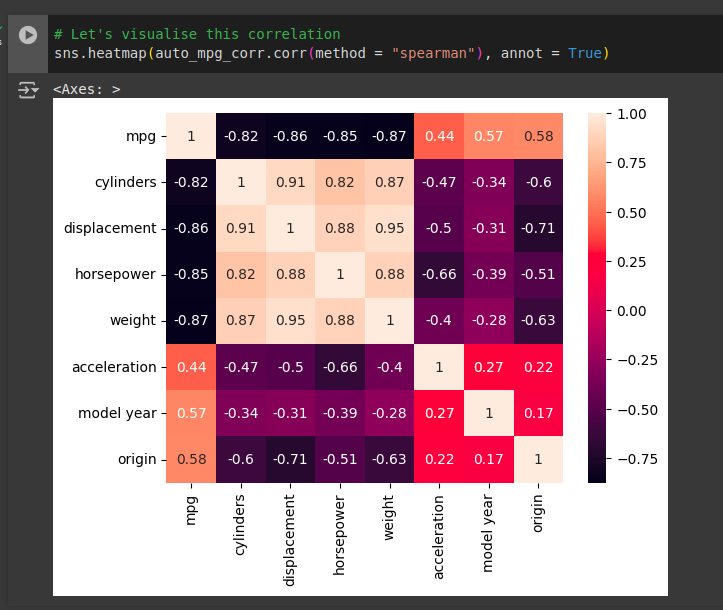 # Let's visualise this correlation
sns.heatmap(auto_mpg_corr.corr(method = "spearman"), annot = True)
<Axes: >
mpg 1 -0.82 -0.86 -0.85 -0.87 0.44 0.57 0.58
cylinders -0.82 1 0.91 0.82 0.87 -0.47 -0.34 -0.6
displacement -0.86 0.91 1 0.88 0.95 -0.5 -0.31 -0.71
horsepower -0.85 0.82 0.88 1 0.88 -0.66 -0.39 -0.51
weight -0.87 0.87 0.95 0.88 1 -0.4 -0.28 -0.63
acceleration 0.44 -0.47 -0.5 -0.66 -0.4 1 0.27 0.22
model year 0.57 -0.34 -0.31 -0.39 -0.28 0.27 1 0.17
origin 0.58 -0.6 -0.71 -0.51 -0.63 0.22 0.17 1
mpg cylinders displacement horsepower weight acceleration model year origin
1.00
0.75
0.50
0.25
0.00
−0.25
−0.50
−0.75